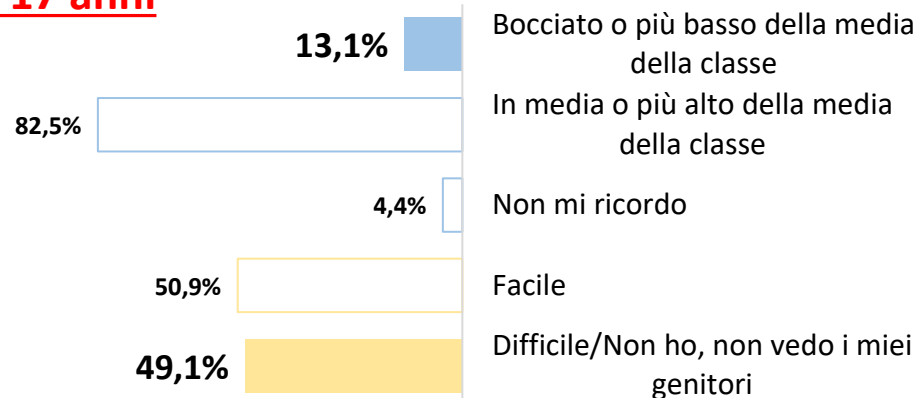 17 anni
13,1%
Bocciato o più basso della media
della classe
82,5%
In media o più alto della media
della classe
4,4%
Non mi ricordo
50,9%
Facile
49,1%
Difficile/Non ho, non vedo i miei
genitori